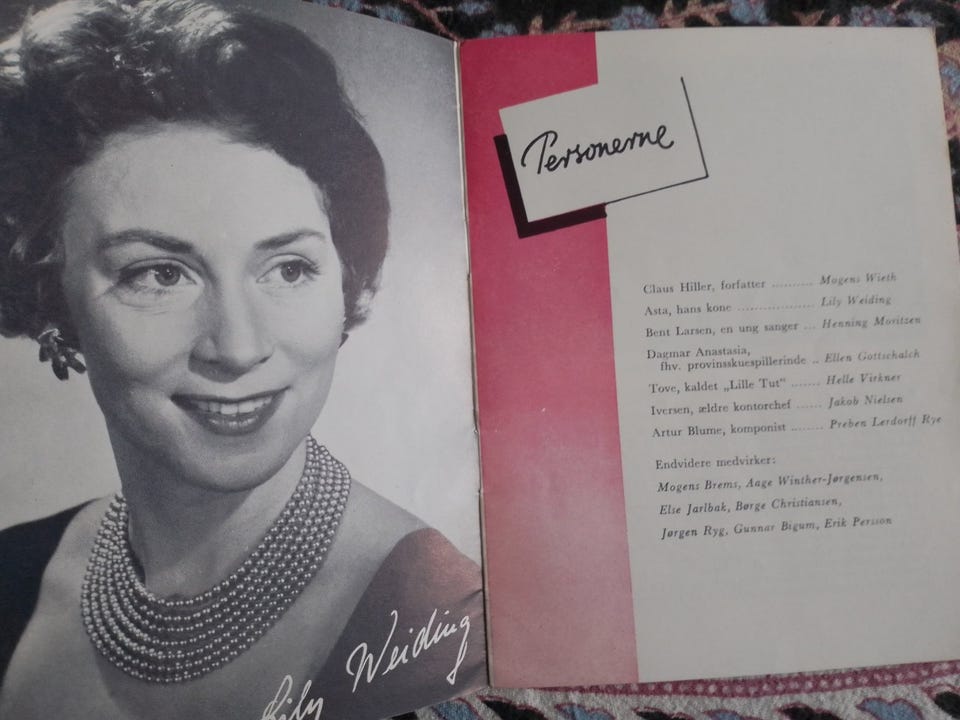 Lily Weiding
Personerne
Claus Hiller, forfatter .......... Mogens Wieth
Asta, hans kone .................. Lily Weiding
Bent Larsen, en ung sanger ... Henning Moritzen
Dagmar Anastasia,
fhv. provinsskuespillerinde .. Ellen Gottschalch
Tove, kaldet „Lille Tut“ ....... Helle Virkner
Iversen, ældre kontorchef ...... Jakob Nielsen
Artur Blume, komponist ........ Preben Lerdorff Rye
Endvidere medvirker:
Mogens Brems, Aage Winther-Jørgensen,
Else Jarlbak, Børge Christiansen,
Jørgen Ryg, Gunnar Bigum, Erik Persson